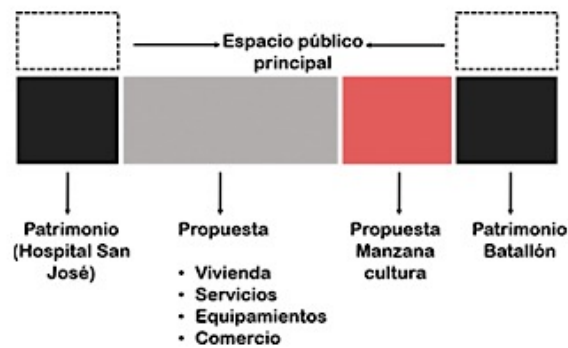 Espacio público
principal
Patrimonio
(Hospital San
José)
Propuesta
• Vivienda
• Servicios
• Equipamientos
• Comercio
Propuesta
Manzana
cultura
Patrimonio
Batallón